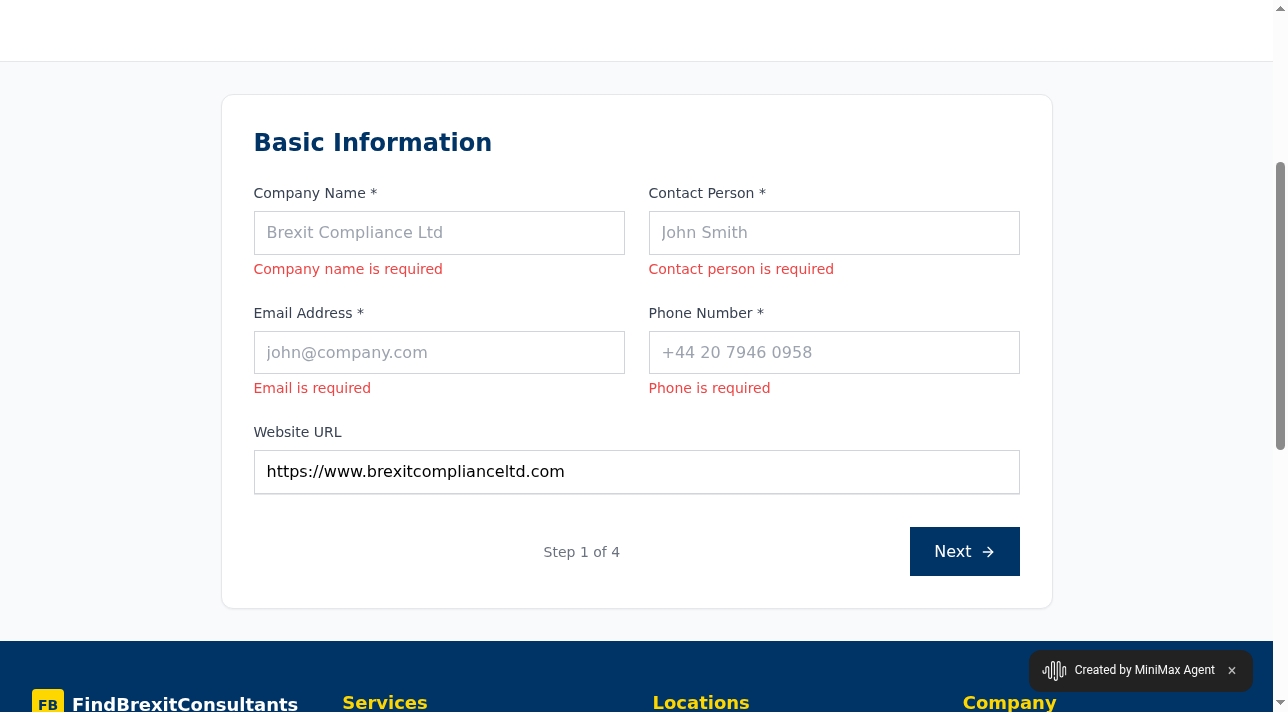 Basic Information
Company Name *
Contact Person *
Brexit Compliance Ltd
John Smith
Company name is required
Contact person is required
Email Address *
Phone Number *
john@company.com
+44 20 7946 0958
Email is required
Phone is required
Website URL
https://www.brexitcomplianceltd.com
Step 1 of 4
Next →
Created by MiniMax Agent ×
FB FindBrexitConsultants
Services
Locations
Company